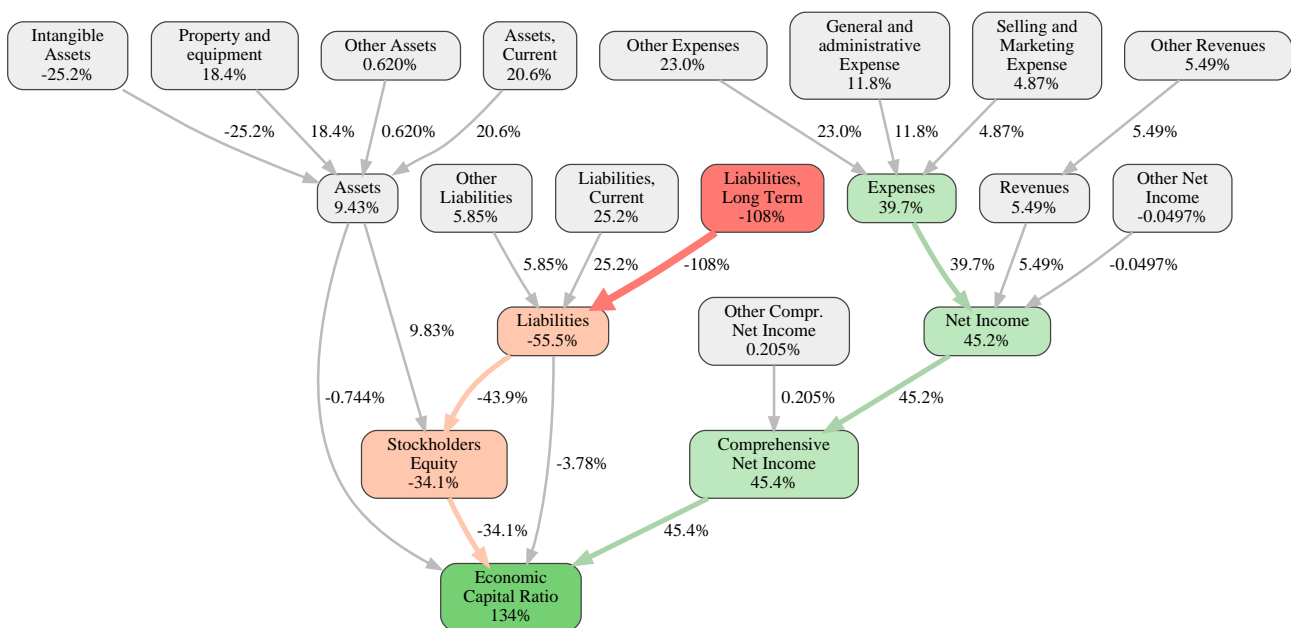 Intangible
Assets
-25.2%
Property and
equipment
18.4%
Other Assets
0.620%
Assets,
Current
20.6%
Other Expenses
23.0%
General and
administrative
Expense
11.8%
Selling and
Marketing
Expense
4.87%
Other Revenues
5.49%
-25.2%
18.4%
0.620%
20.6%
23.0%
11.8%
4.87%
5.49%
Assets
9.43%
Other
Liabilities
5.85%
Liabilities,
Current
25.2%
Liabilities,
Long Term
-108%
Expenses
39.7%
Revenues
5.49%
Other Net
Income
-0.0497%
5.85%
25.2%
-108%
39.7%
5.49%
-0.0497%
Liabilities
-55.5%
Other Compr.
Net Income
0.205%
Net Income
45.2%
9.83%
-0.744%
-43.9%
0.205%
45.2%
Stockholders
Equity
-34.1%
-3.78%
Comprehensive
Net Income
45.4%
-34.1%
45.4%
Economic
Capital Ratio
134%